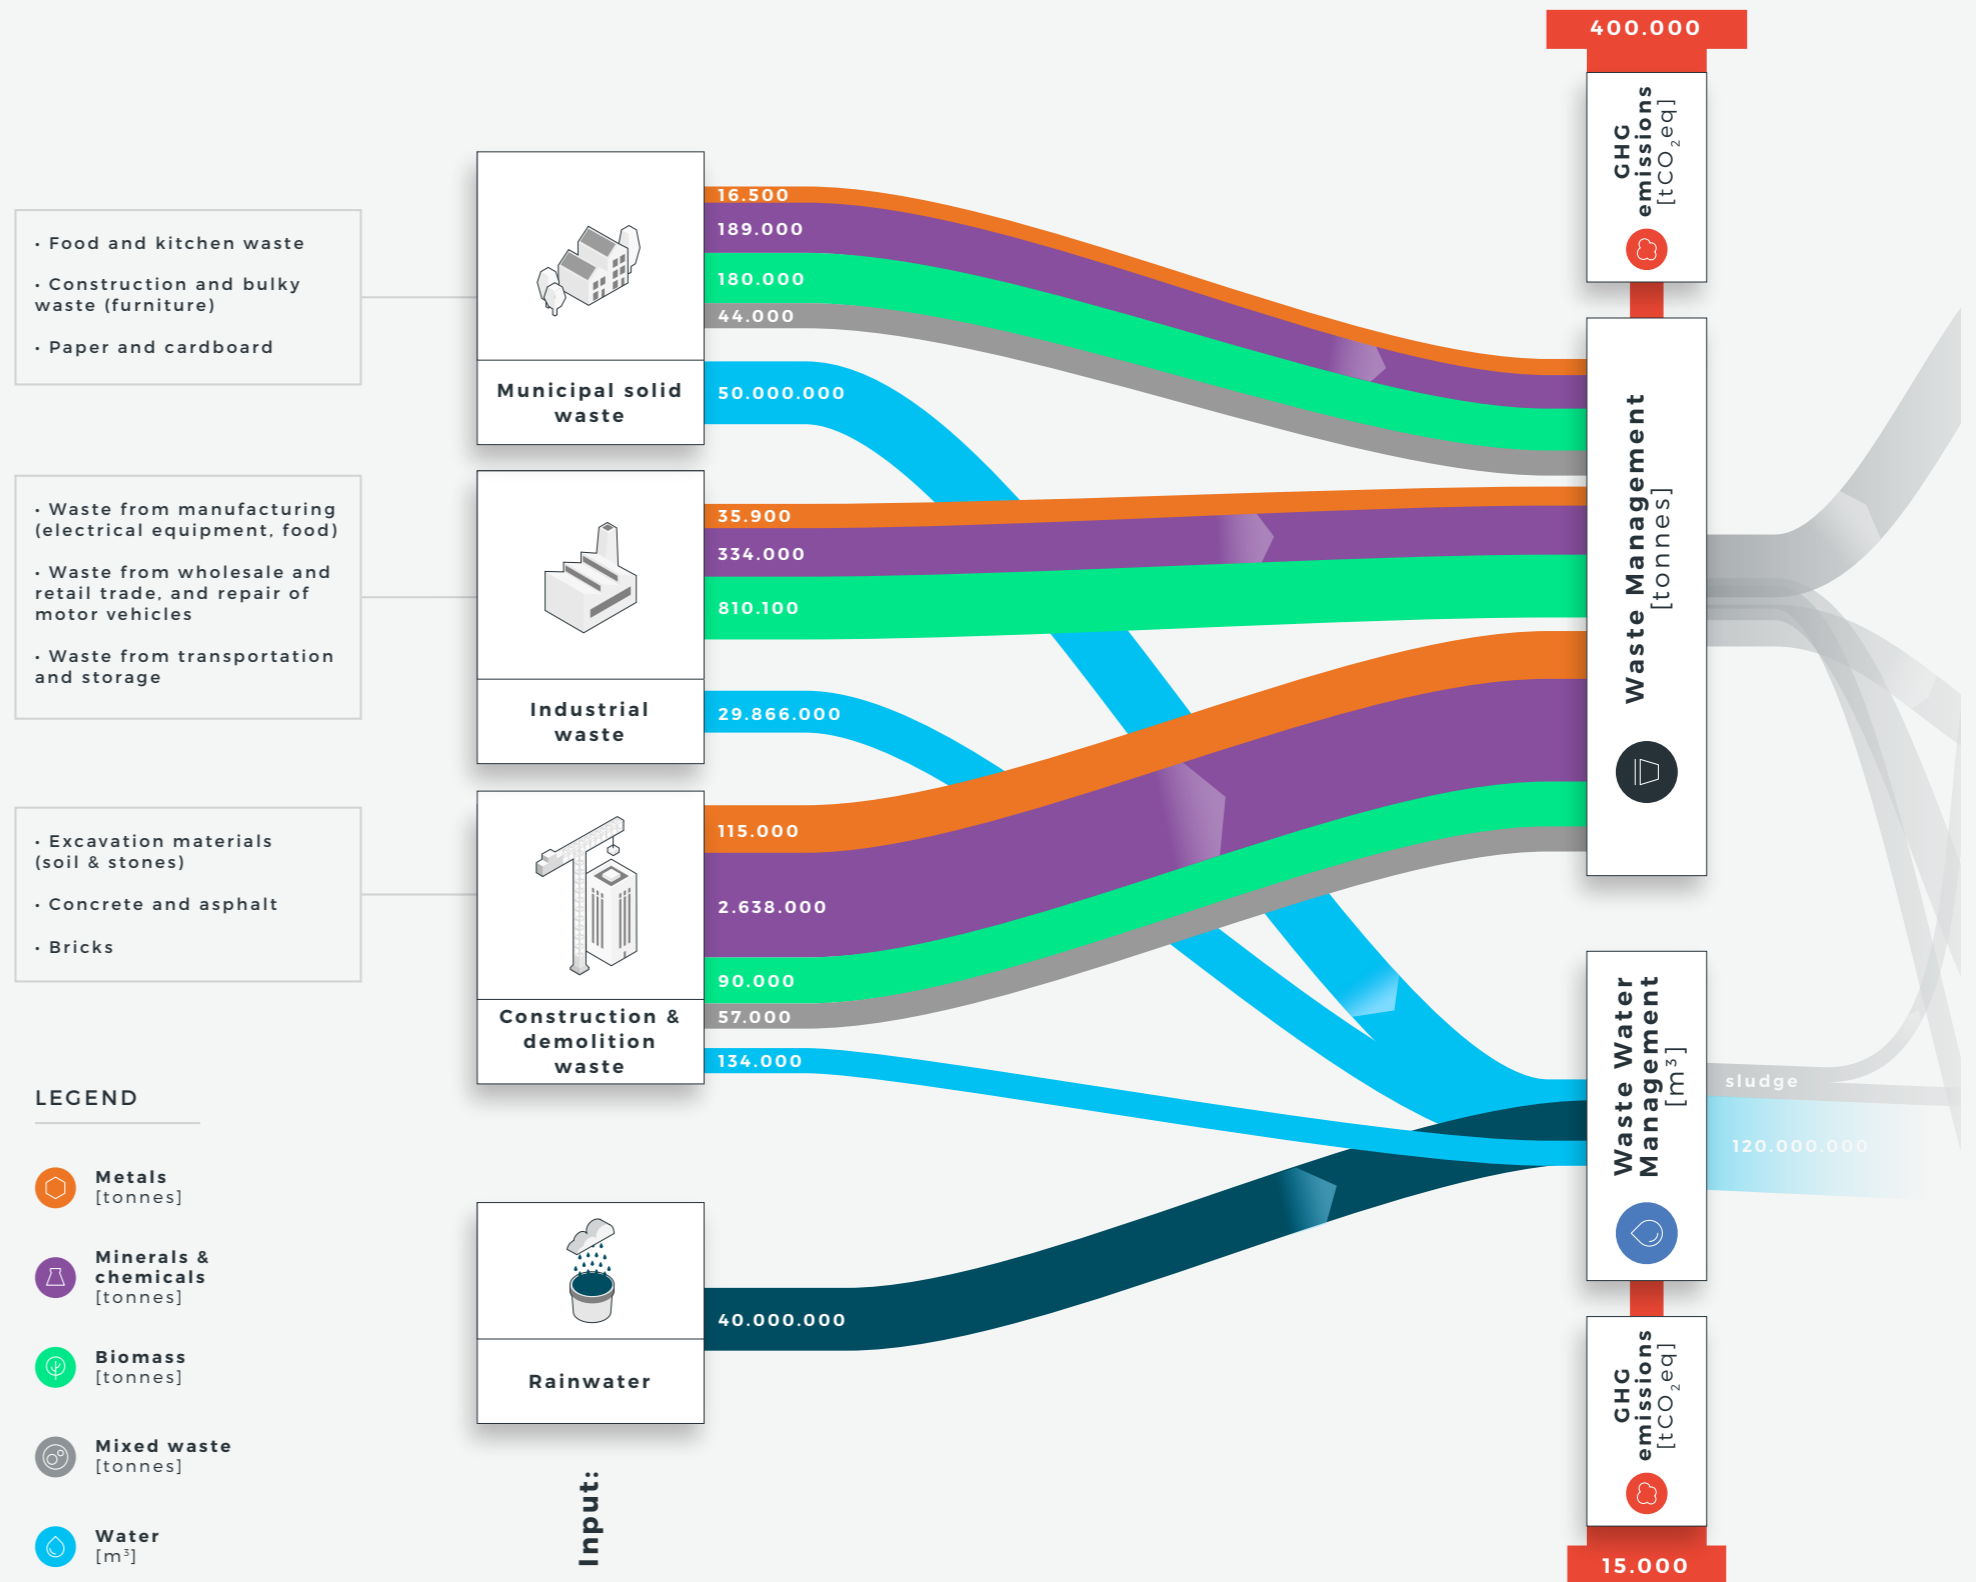 400.000
GHG
emissions
[tCO2eq]
• Food and kitchen waste
• Construction and bulky
waste (furniture)
• Paper and cardboard
Municipal solid
waste
16.500
189.000
180.000
44.000
50.000.000
• Waste from manufacturing
(electrical equipment, food)
• Waste from wholesale and
retail trade, and repair of
motor vehicles
• Waste from transportation
and storage
Industrial
waste
35.900
334.000
810.100
29.866.000
Waste Management
[tonnes]
• Excavation materials
(soil & stones)
• Concrete and asphalt
• Bricks
Construction &
demolition
waste
115.000
2.638.000
90.000
57.000
134.000
Waste Water
Management
[m³]
sludge
120.000.000
Rainwater
40.000.000
GHG
emissions
[tCO2eq]
15.000
Input:
LEGEND
Metals
[tonnes]
Minerals &
chemicals
[tonnes]
Biomass
[tonnes]
Mixed waste
[tonnes]
Water
[m³]